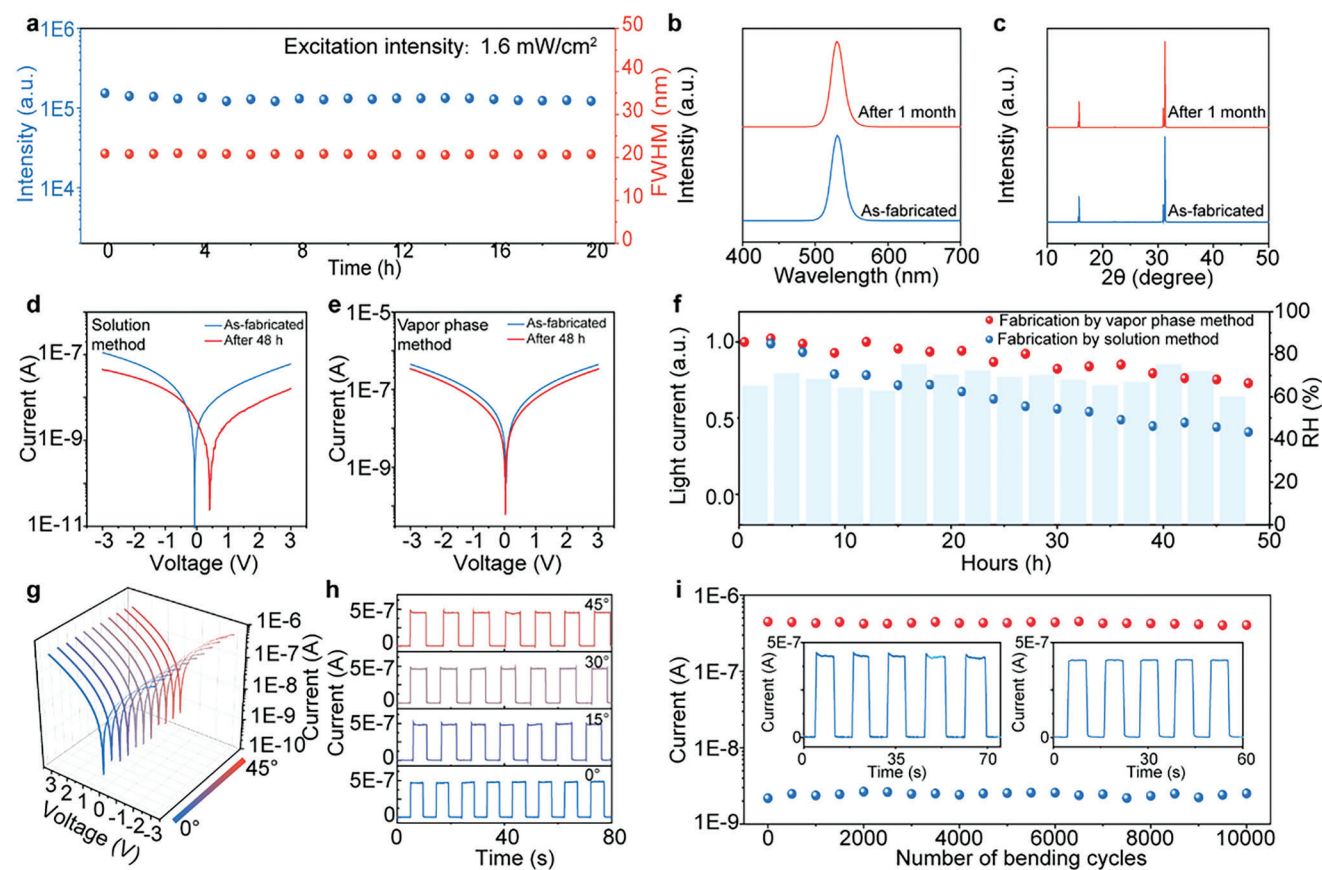 a
1E6
1E5
1E4
Intensity (a.u.)
Excitation intensity: 1.6 mW/cm²
50
40
30
20
10
0
FWHM (nm)
0 4 8 12 16 20
Time (h)
b
Intenstiy (a.u.)
After 1 month
As-fabricated
400 500 600 700
Wavelength (nm)
c
Intenstiy (a.u.)
After 1 month
As-fabricated
10 20 30 40 50
2θ (degree)
d
Solution
method
As-fabricated
After 48 h
1E-7
1E-9
1E-11
Current (A)
-3 -2 -1 0 1 2 3
Voltage (V)
e
1E-5
1E-7
1E-9
Current (A)
Vapor phase
method
As-fabricated
After 48 h
-3 -2 -1 0 1 2 3
Voltage (V)
f
Fabrication by vapor phase method
Fabrication by solution method
1.0
0.5
0.0
Light current (a.u.)
100
80
60
40
20
0
RH (%)
0 10 20 30 40 50
Hours (h)
g
1E-6
1E-7
1E-8
1E-9
1E-10
Current (A)
3 2 1 0 -1 -2 -3
Voltage (V)
0°
45°
h
5E-7
0
45°
5E-7
0
30°
5E-7
0
15°
5E-7
0
0°
Current (A)
0 40 60 80
Time (s)
i
1E-6
1E-7
1E-8
1E-9
Current (A)
5E-7
0
Current (A)
0 35 70
Time (s)
5E-7
0
Current (A)
0 30 60
Time (s)
0 2000 4000 6000 8000 10000
Number of bending cycles